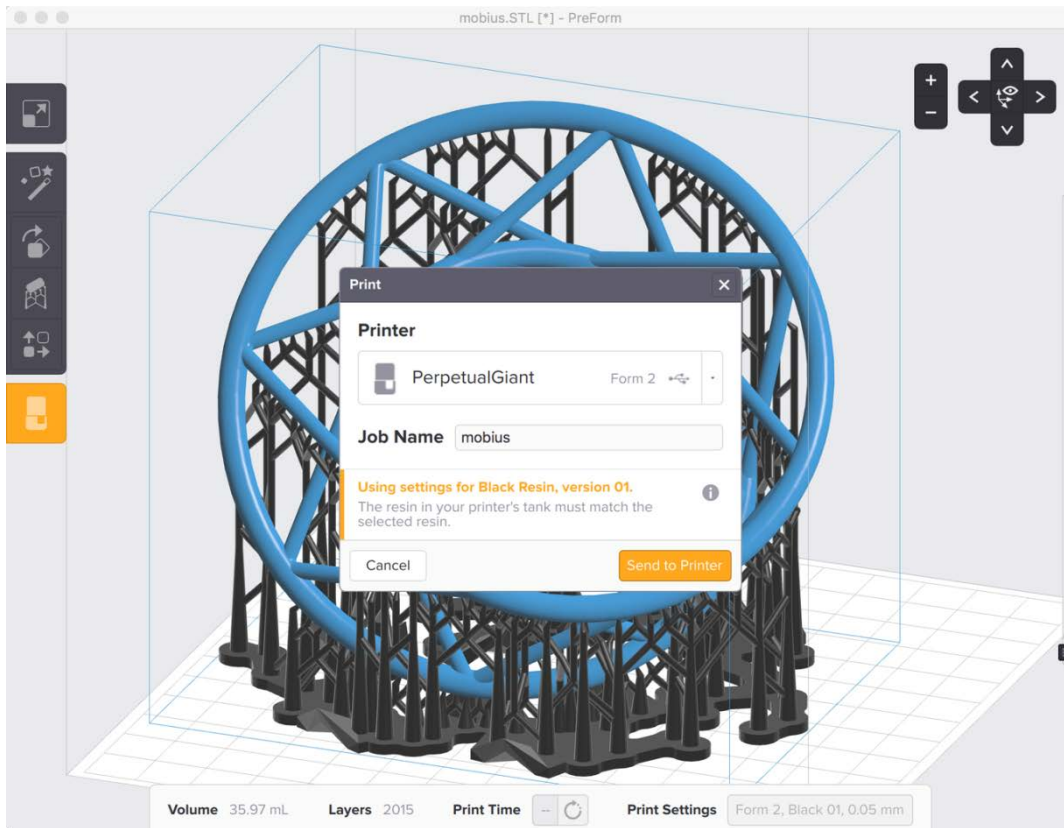 mobius.STL [*] - PreForm
Print
Printer
PerpetualGiant Form 2
Job Name mobius
Using settings for Black Resin, version 01.
The resin in your printer's tank must match the
selected resin.
Cancel Send to Printer
Volume 35.97 mL Layers 2015 Print Time -- Print Settings Form 2, Black 01, 0.05 mm